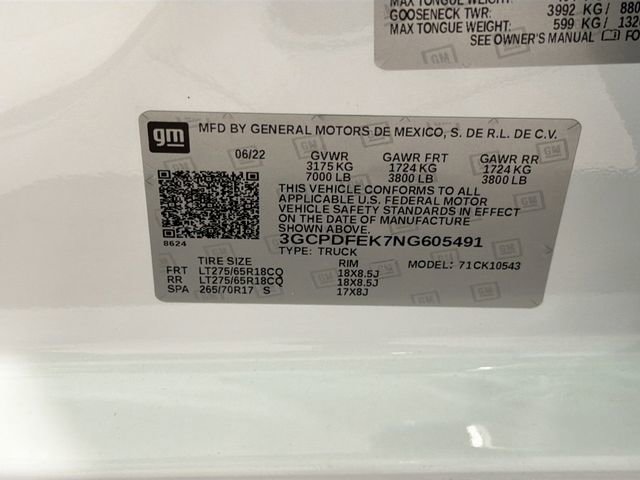 GOOSENECK TWR: 3992 KG/ 880
MAX TONGUE WEIGHT: 599 KG/ 132
SEE OWNER'S MANUAL FO
gm
MFD BY GENERAL MOTORS DE MEXICO, S. DE R.L. DE C.V.
06/22 GVWR GAWR FRT GAWR RR
3175 KG 1724 KG 1724 KG
7000 LB 3800 LB 3800 LB
THIS VEHICLE CONFORMS TO ALL
APPLICABLE U.S. FEDERAL MOTOR
VEHICLE SAFETY STANDARDS IN EFFECT
ON THE DATE OF MANUFACTURE
SHOWN ABOVE.
8624
3GCPDFEK7NG605491
TYPE: TRUCK
TIRE SIZE RIM MODEL: 71CK10543
FRT LT275/65R18CQ 18X8.5J
RR LT275/65R18CQ 18X8.5J
SPA 265/70R17 S 17X8J